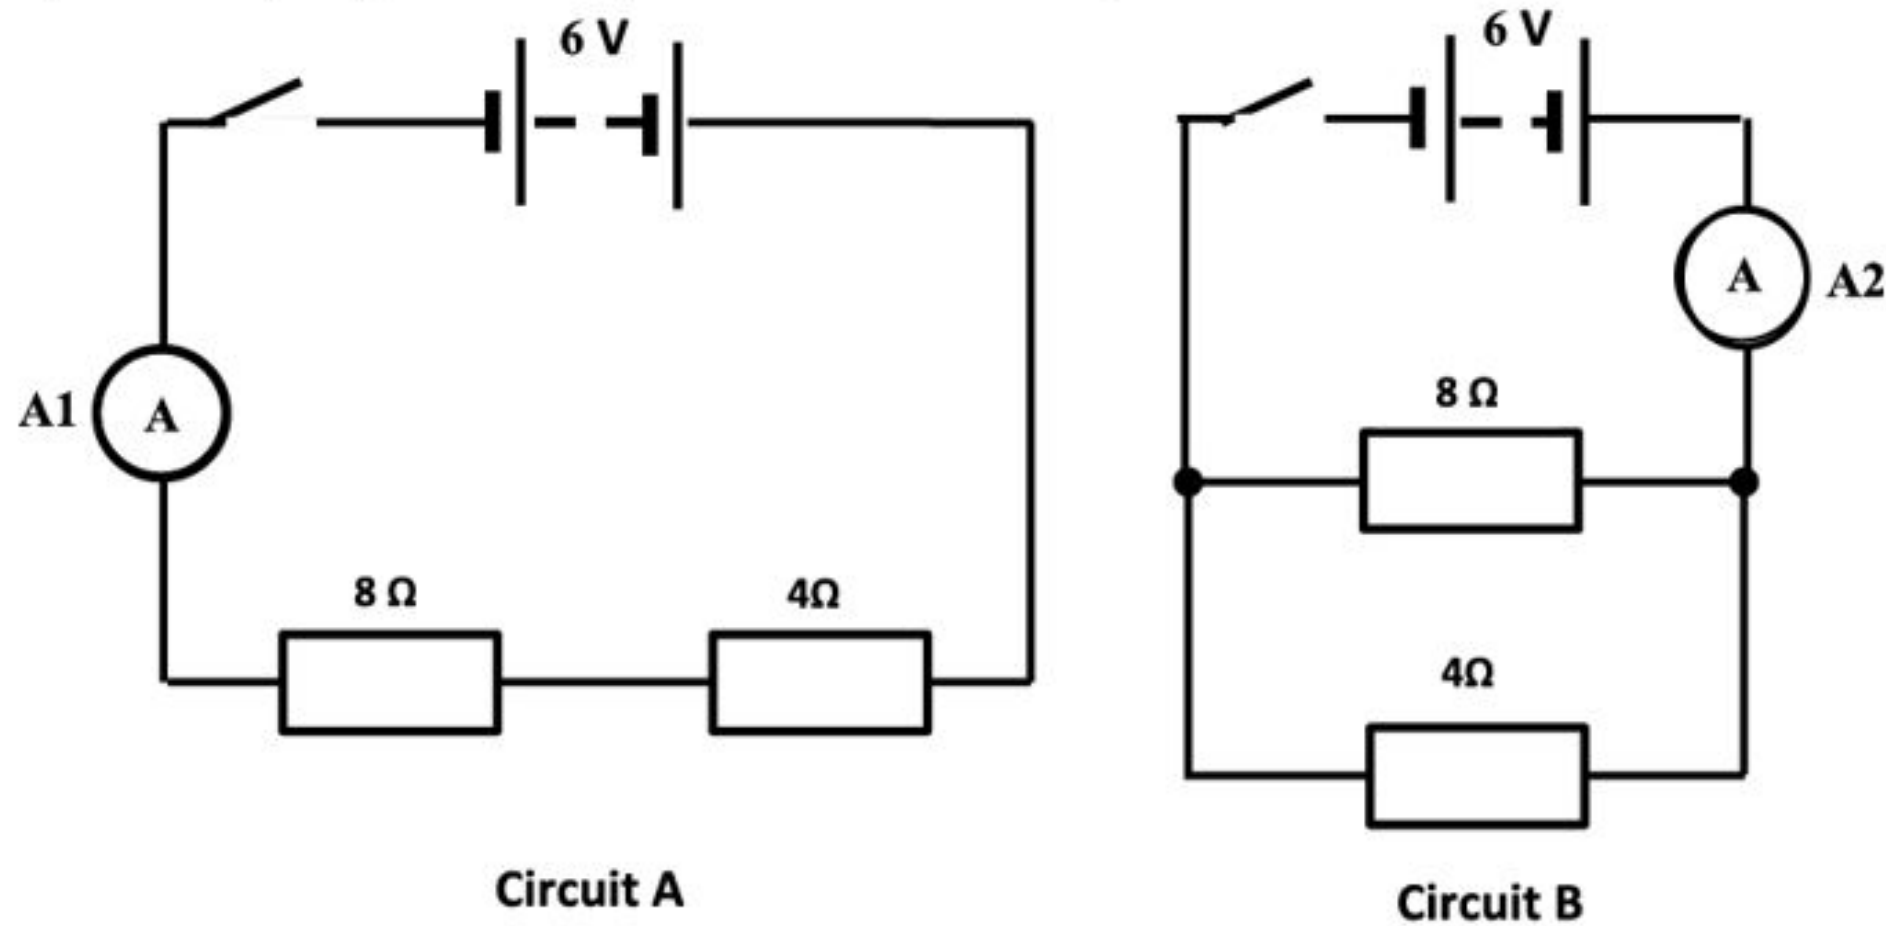 6 V
A1
A
8 Ω
4Ω
Circuit A
6 V
A
A2
8 Ω
4Ω
Circuit B